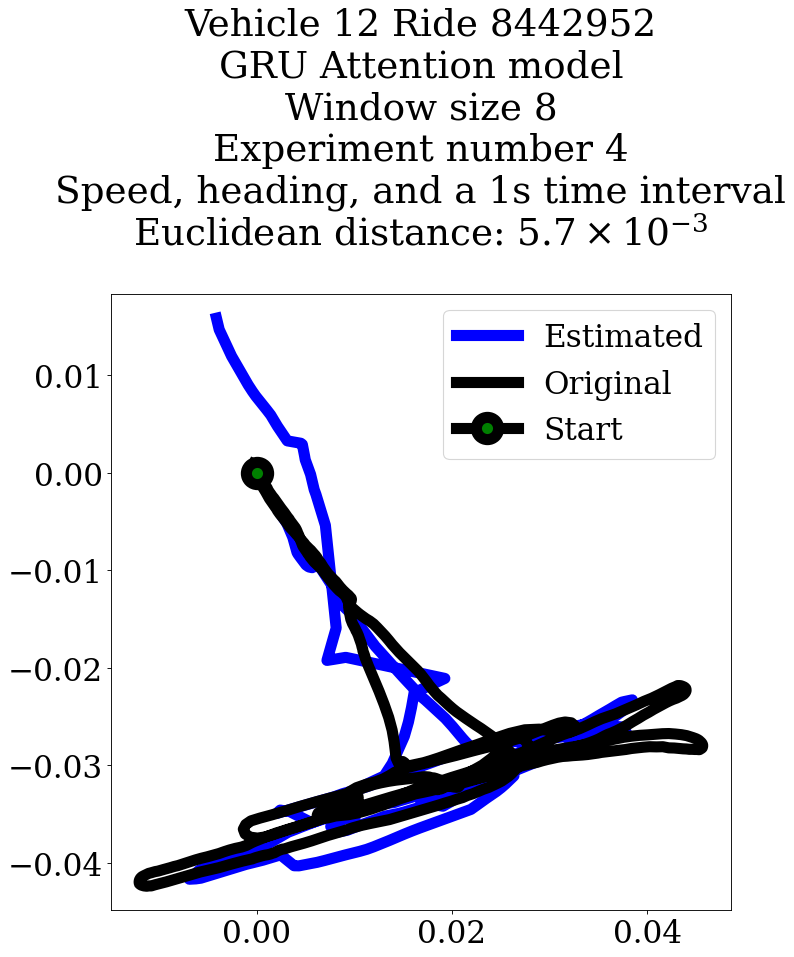 Vehicle 12 Ride 8442952
GRU Attention model
Window size 8
Experiment number 4
Speed, heading, and a 1s time interval
Euclidean distance: 5.7 × 10⁻³
Estimated
Original
Start
0.01
0.00
−0.01
−0.02
−0.03
−0.04
0.00 0.02 0.04